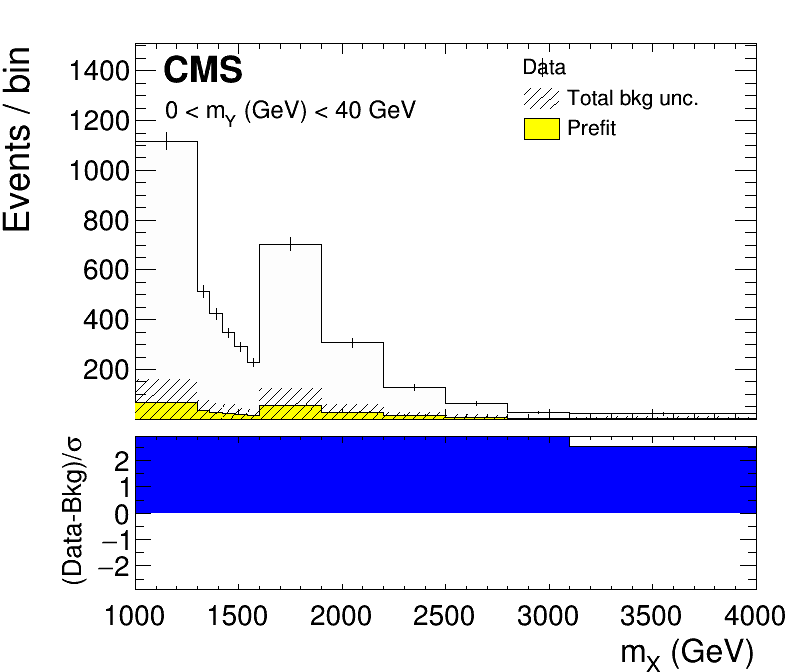 Events / bin
1400
1200
1000
800
600
400
200
CMS
0 < mY (GeV) < 40 GeV
Data
Total bkg unc.
Prefit
(Data-Bkg)/σ
2
1
0
−1
−2
1000 1500 2000 2500 3000 3500 4000
mX (GeV)